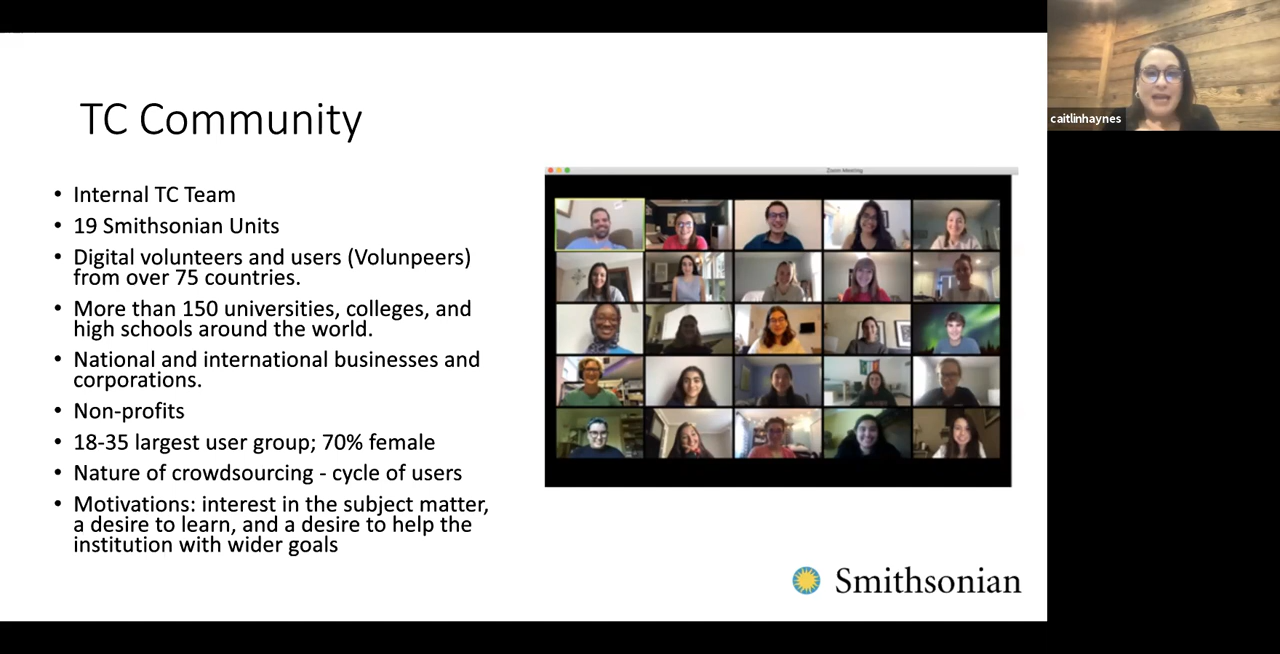 TC Community
• Internal TC Team
• 19 Smithsonian Units
• Digital volunteers and users (Volunpeers)
from over 75 countries.
• More than 150 universities, colleges, and
high schools around the world.
• National and international businesses and
corporations.
• Non-profits
• 18-35 largest user group; 70% female
• Nature of crowdsourcing - cycle of users
• Motivations: interest in the subject matter,
a desire to learn, and a desire to help the
institution with wider goals
Zoom Meeting
Smithsonian
caitlinhaynes